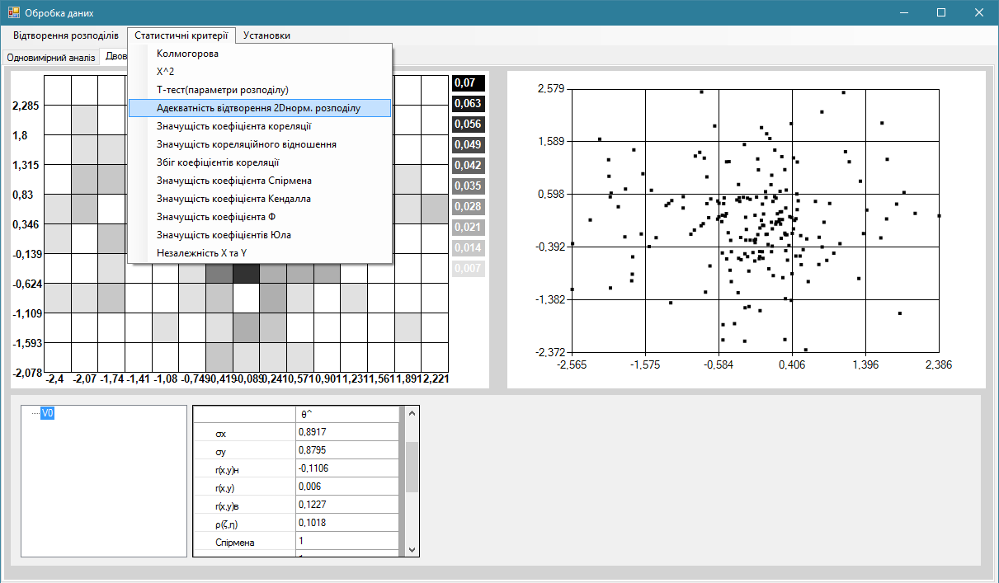 Обробка даних
Відтворення розподілів Статистичні критерії Установки
Одновимірний аналіз Двов
Колмогорова
X^2
Т-тест(параметри розподілу)
Адекватність відтворення 2Dнорм. розподілу
Значущість коефіцієнта кореляції
Значущість кореляційного відношення
Збіг коефіцієнтів кореляції
Значущість коефіцієнта Спірмена
Значущість коефіцієнта Кендалла
Значущість коефіцієнта Ф
Значущість коефіцієнтів Юла
Незалежність X та Y
2,285
1,8
1,315
0,83
0,346
-0,139
-0,624
-1,109
-1,593
-2,078
-2,4 -2,07 -1,74 -1,41 -1,08 -0,749 0,419 -0,089 0,241 0,571 0,901 1,231 1,561 1,891 2,221
0,07
0,063
0,056
0,049
0,042
0,035
0,028
0,021
0,014
0,007
2,579
1,589
0,598
-0,392
-1,382
-2,372
-2,565 -1,575 -0,584 0,406 1,396 2,386
V0
θ^
σx 0,8917
σy 0,8795
r(x,y)н -0,1106
r(x,y) 0,006
r(x,y)в 0,1227
ρ(ζ,η) 0,1018
Спірмена 1